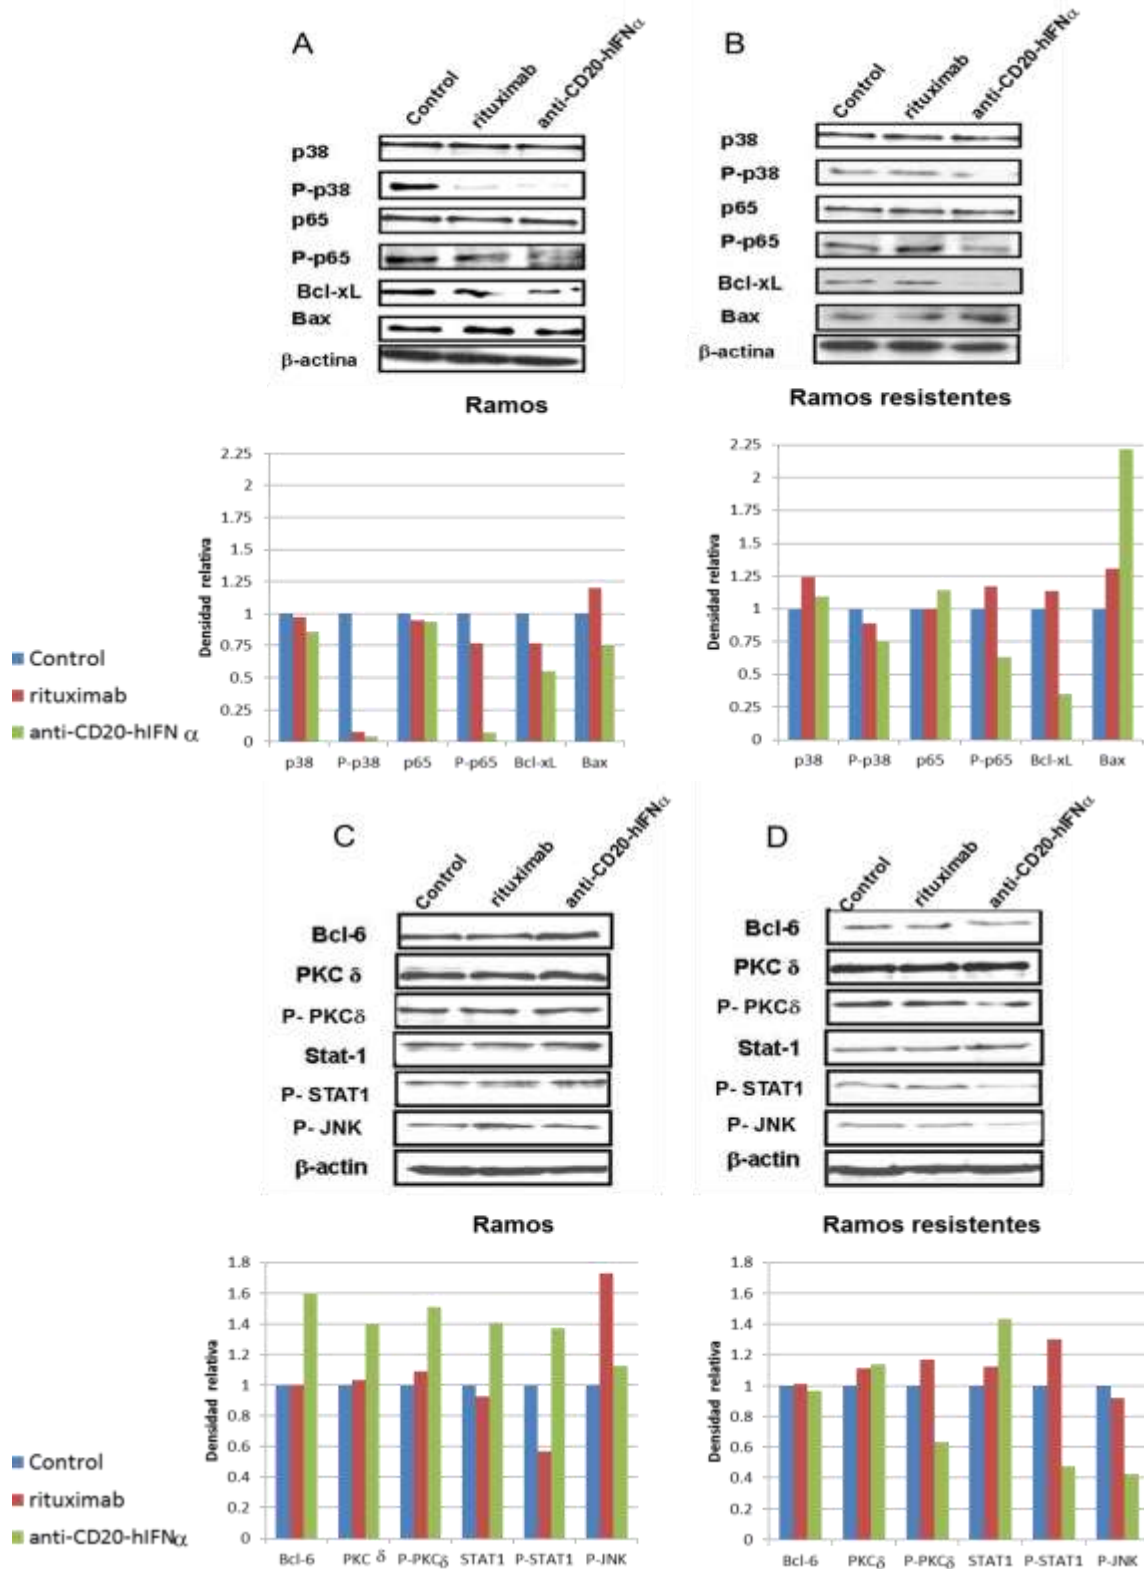 A
Control rituximab anti-CD20-hIFNα
p38
P-p38
p65
P-p65
Bcl-xL
Bax
β-actina
B
Control rituximab anti-CD20-hIFNα
p38
P-p38
p65
P-p65
Bcl-xL
Bax
β-actina
Ramos
Densidad relativa
2.25
2
1.75
1.5
1.25
1
0.75
0.5
0.25
0
p38 P-p38 p65 P-p65 Bcl-xL Bax
Control
rituximab
anti-CD20-hIFN α
Ramos resistentes
Densidad relativa
2.25
2
1.75
1.5
1.25
1
0.75
0.5
0.25
0
p38 P-p38 p65 P-p65 Bcl-xL Bax
C
Control rituximab anti-CD20-hIFNα
Bcl-6
PKC δ
P- PKCδ
Stat-1
P- STAT1
P- JNK
β-actin
D
Control rituximab anti-CD20-hIFNα
Bcl-6
PKC δ
P- PKCδ
Stat-1
P- STAT1
P- JNK
β-actin
Ramos
Densidad relativa
1.8
1.6
1.4
1.2
1
0.8
0.6
0.4
0.2
0
Bcl-6 PKC δ P-PKCδ STAT1 P-STAT1 P-JNK
Control
rituximab
anti-CD20-hIFNα
Ramos resistentes
Densidad relativa
1.8
1.6
1.4
1.2
1
0.8
0.6
0.4
0.2
0
Bcl-6 PKCδ P-PKCδ STAT1 P-STAT1 P-JNK